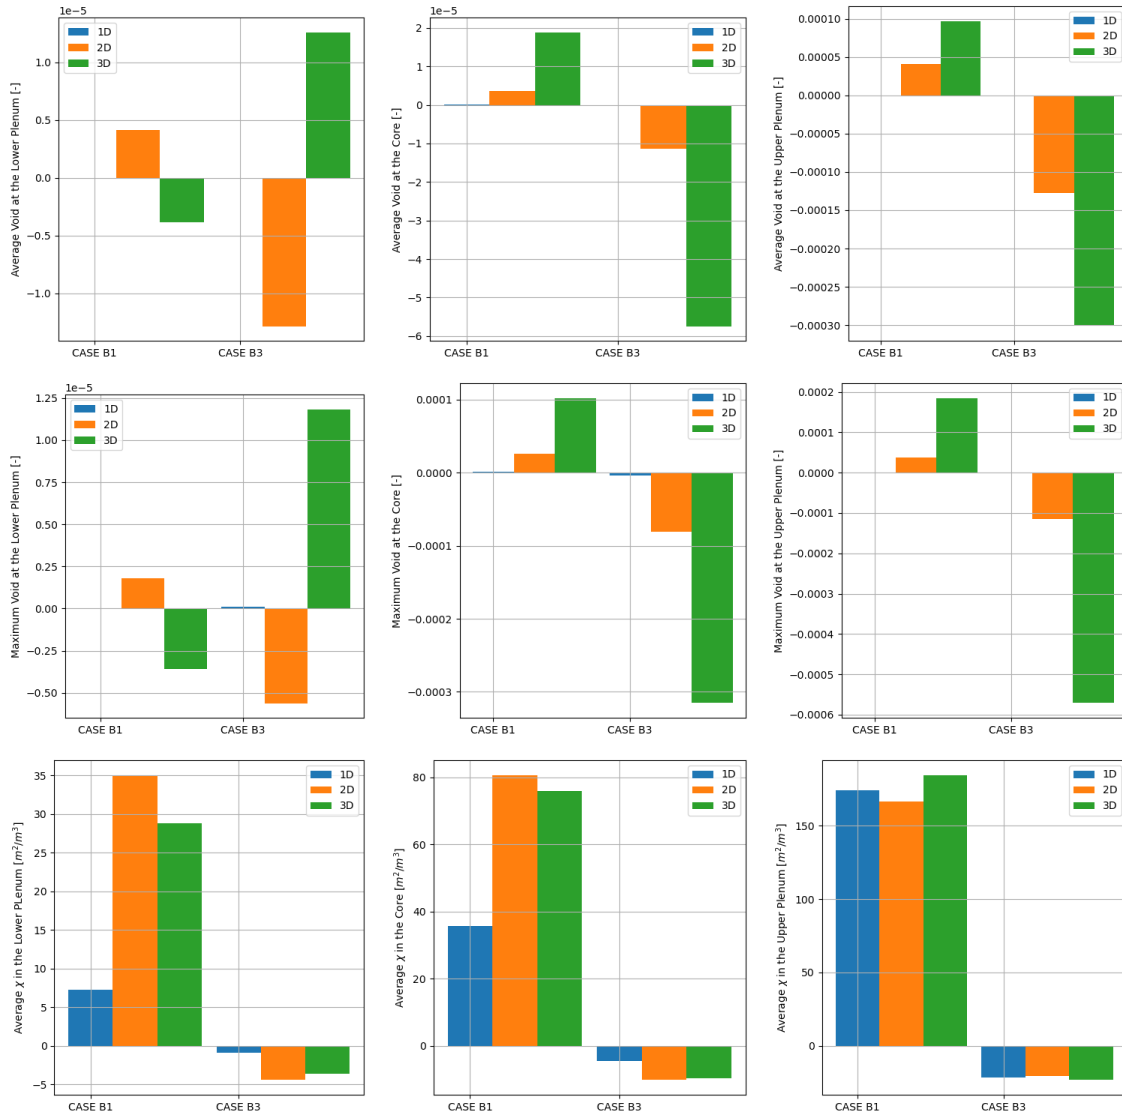 1e−5
1D
2D
3D
1.0
0.5
0.0
−0.5
−1.0
Average Void at the Lower Plenum [-]
CASE B1
CASE B3
1e−5
1D
2D
3D
2
1
0
−1
−2
−3
−4
−5
−6
Average Void at the Core [-]
CASE B1
CASE B3
1D
2D
3D
0.00010
0.00005
0.00000
−0.00005
−0.00010
−0.00015
−0.00020
−0.00025
−0.00030
Average Void at the Upper Plenum [-]
CASE B1
CASE B3
1e−5
1D
2D
3D
1.25
1.00
0.75
0.50
0.25
0.00
−0.25
−0.50
Maximum Void at the Lower Plenum [-]
CASE B1
CASE B3
1D
2D
3D
0.0001
0.0000
−0.0001
−0.0002
−0.0003
Maximum Void at the Core [-]
CASE B1
CASE B3
1D
2D
3D
0.0002
0.0001
0.0000
−0.0001
−0.0002
−0.0003
−0.0004
−0.0005
−0.0006
Maximum Void at the Upper Plenum [-]
CASE B1
CASE B3
1D
2D
3D
35
30
25
20
15
10
5
0
−5
Average χ in the Lower PLenum [m²/m³]
CASE B1
CASE B3
1D
2D
3D
80
60
40
20
0
Average χ in the Core [m²/m³]
CASE B1
CASE B3
1D
2D
3D
150
100
50
0
Average χ in the Upper Plenum [m²/m³]
CASE B1
CASE B3